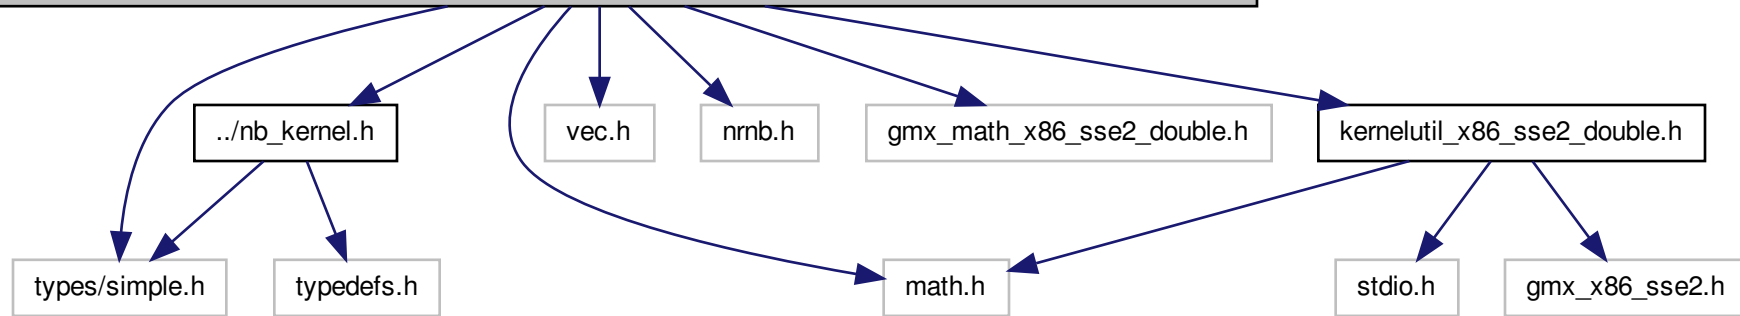 ../nb_kernel.h
vec.h
nrnb.h
gmx_math_x86_sse2_double.h
kernelutil_x86_sse2_double.h
types/simple.h
typedefs.h
math.h
stdio.h
gmx_x86_sse2.h